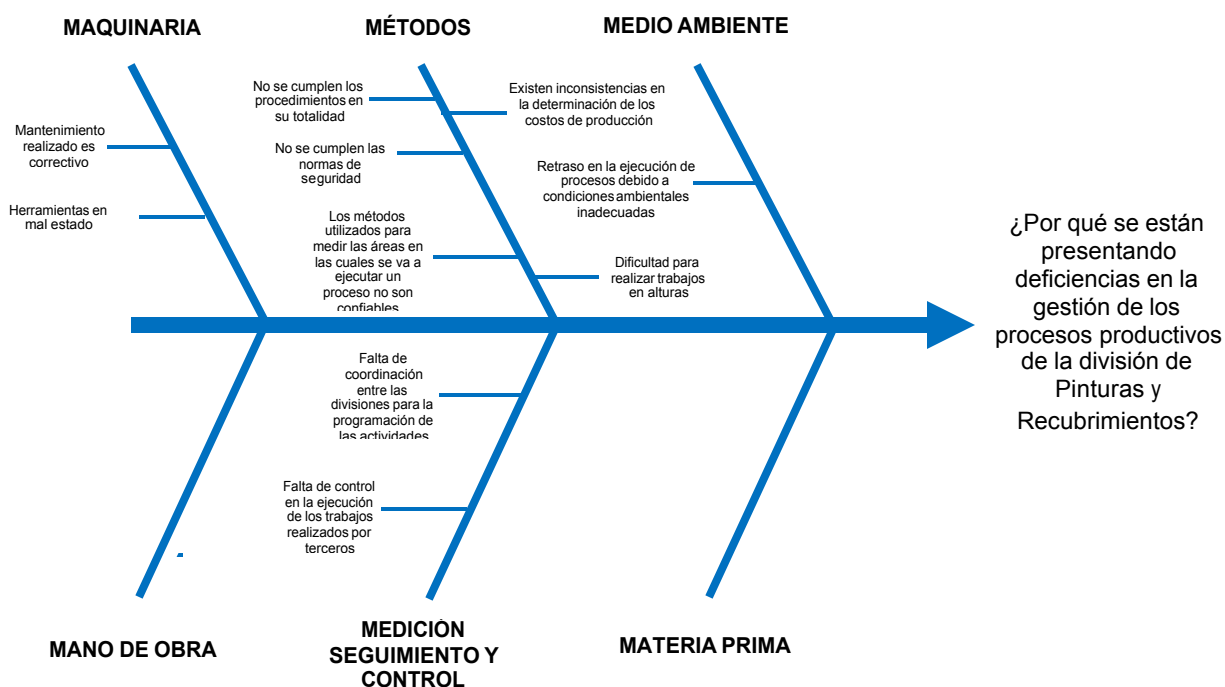 MAQUINARIA
MÉTODOS
MEDIO AMBIENTE
No se cumplen los
procedimientos en
su totalidad
Existen inconsistencias en
la determinación de los
costos de producción
Mantenimiento
realizado es
correctivo
No se cumplen las
normas de
seguridad
Retraso en la ejecución de
procesos debido a
condiciones ambientales
inadecuadas
Herramientas en
mal estado
Los métodos
utilizados para
medir las áreas en
las cuales se va a
ejecutar un
proceso no son
confiables
Dificultad para
realizar trabajos
en alturas
¿Por qué se están
presentando
deficiencias en la
gestión de los
procesos productivos
de la división de
Pinturas y
Recubrimientos?
Falta de
coordinación
entre las
divisiones para la
programación de
las actividades
Falta de control
en la ejecución
de los trabajos
realizados por
terceros
MANO DE OBRA
MEDICIÓN
SEGUIMIENTO Y
CONTROL
MATERIA PRIMA